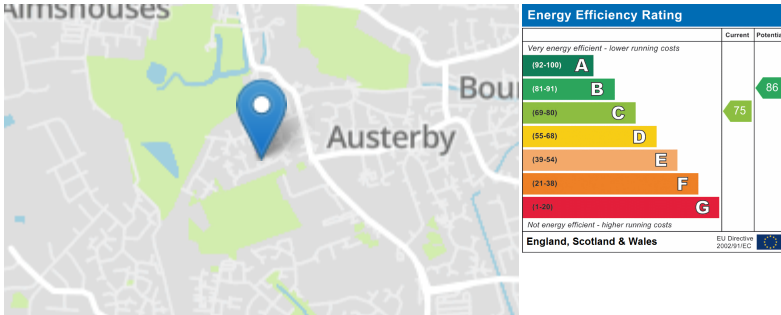 Almshouses
Bou
Austerby
Energy Efficiency Rating
Current Potentia
Very energy efficient - lower running costs
(92-100) A
(81-91) B 86
(69-80) C 75
(55-68) D
(39-54) E
(21-38) F
(1-20) G
Not energy efficient - higher running costs
England, Scotland & Wales
EU Directive
2002/91/EC